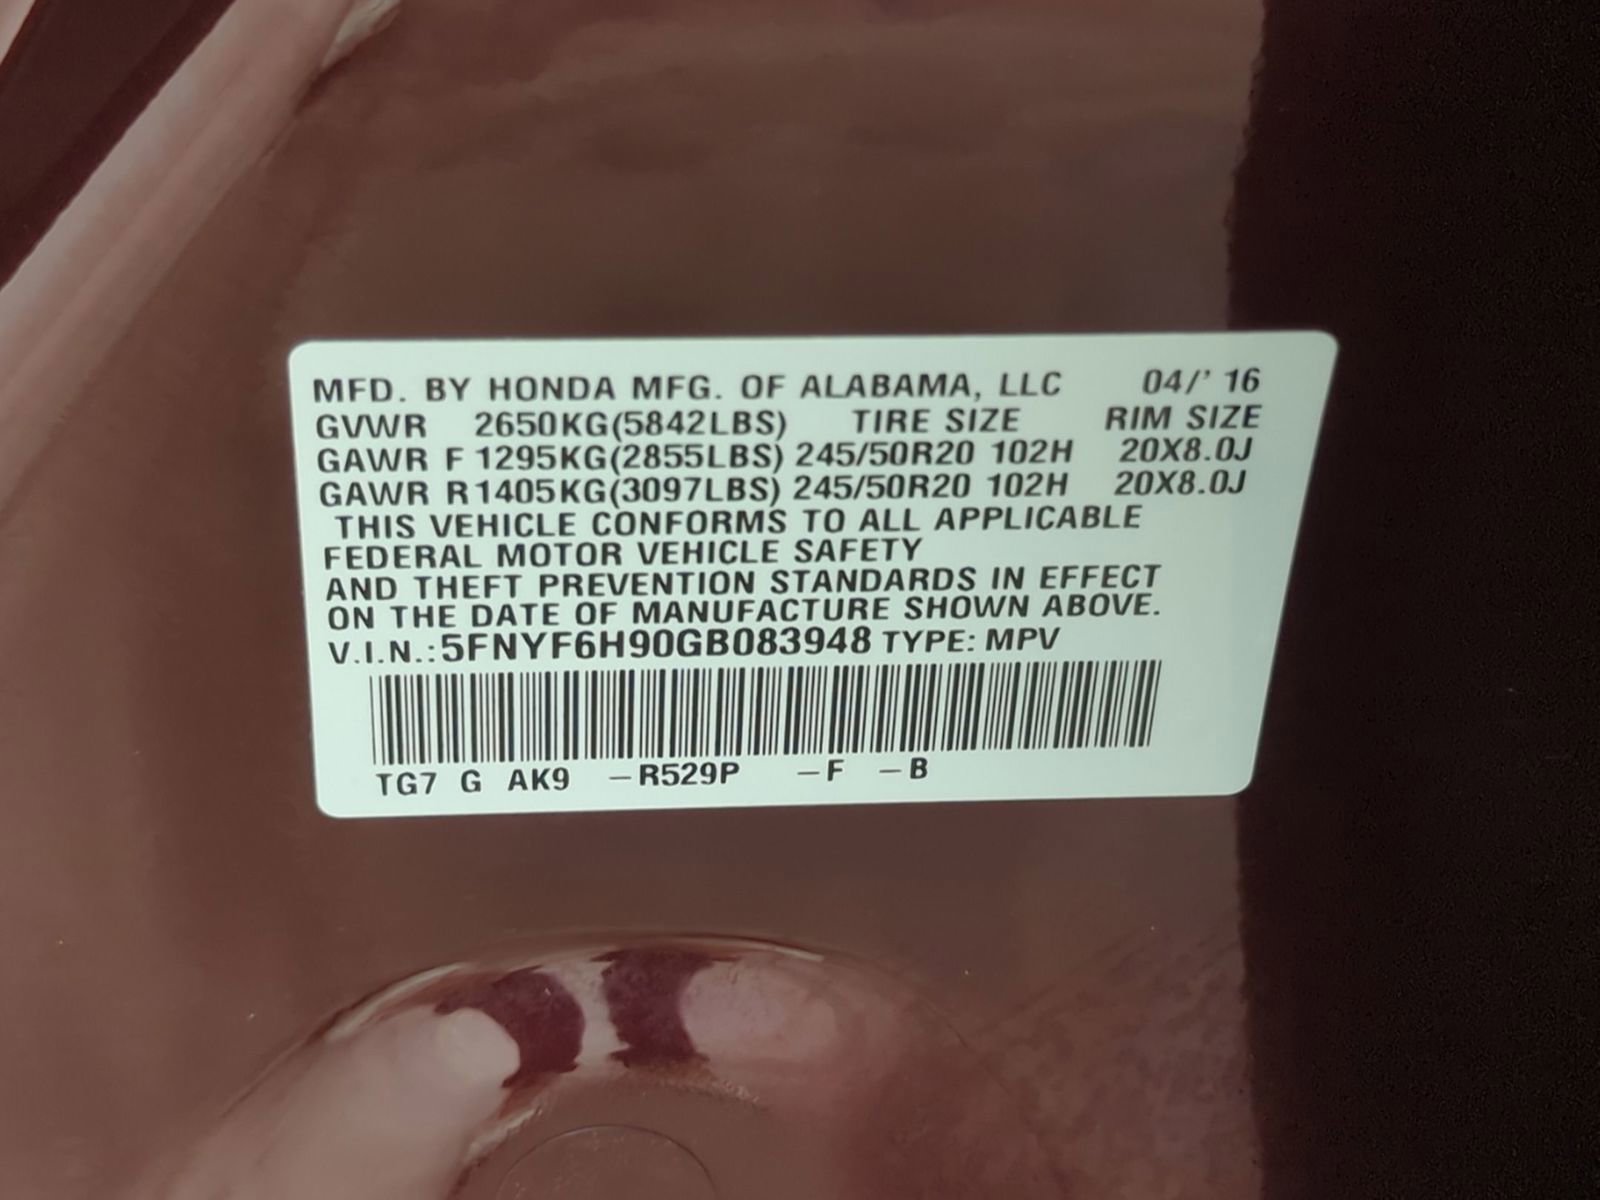 MFD. BY HONDA MFG. OF ALABAMA, LLC 04/' 16
GVWR 2650KG(5842LBS) TIRE SIZE RIM SIZE
GAWR F 1295KG(2855LBS) 245/50R20 102H 20X8.0J
GAWR R1405KG(3097LBS) 245/50R20 102H 20X8.0J
THIS VEHICLE CONFORMS TO ALL APPLICABLE
FEDERAL MOTOR VEHICLE SAFETY
AND THEFT PREVENTION STANDARDS IN EFFECT
ON THE DATE OF MANUFACTURE SHOWN ABOVE.
V.I.N.:5FNYF6H90GB083948 TYPE: MPV
TG7 G AK9 –R529P –F –B